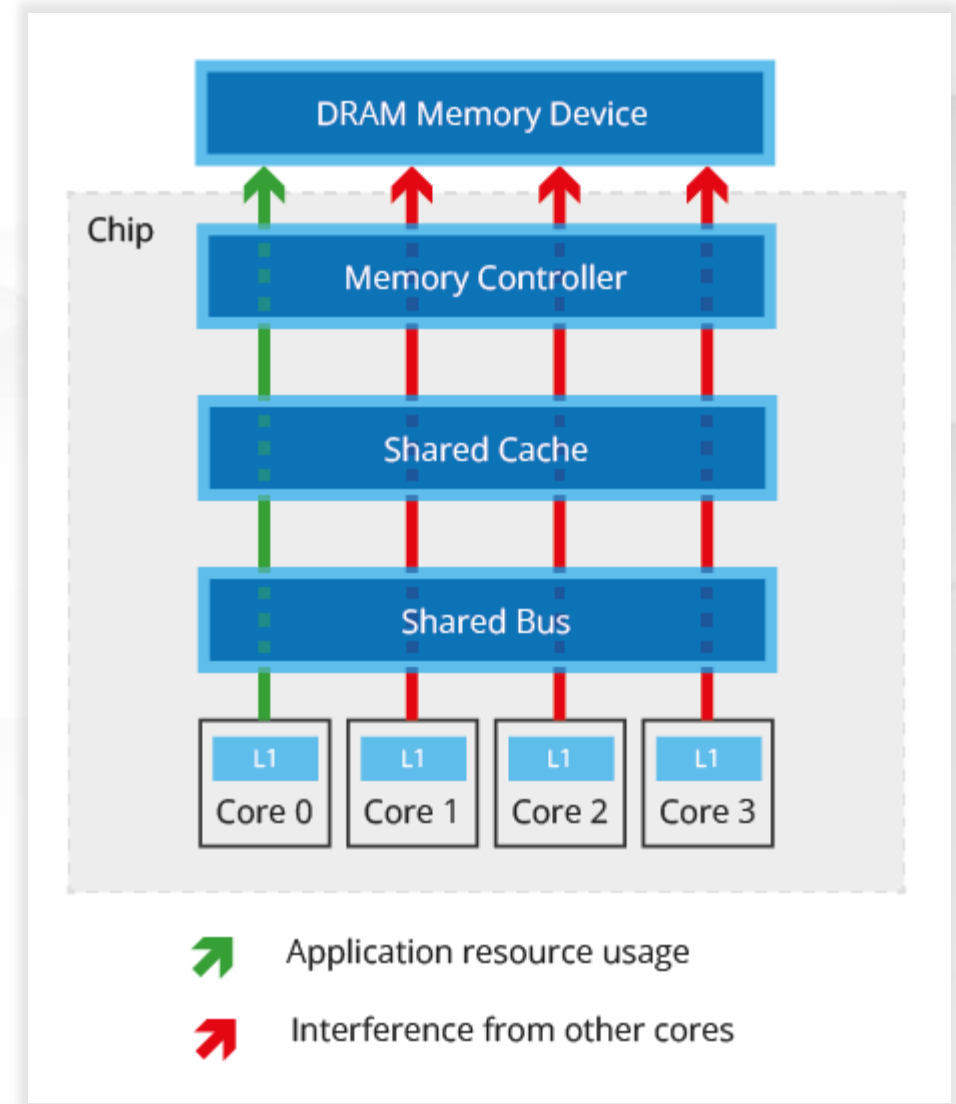 DRAM Memory Device
Chip
Memory Controller
Shared Cache
Shared Bus
L1 L1 L1 L1
Core 0 Core 1 Core 2 Core 3
Application resource usage
Interference from other cores